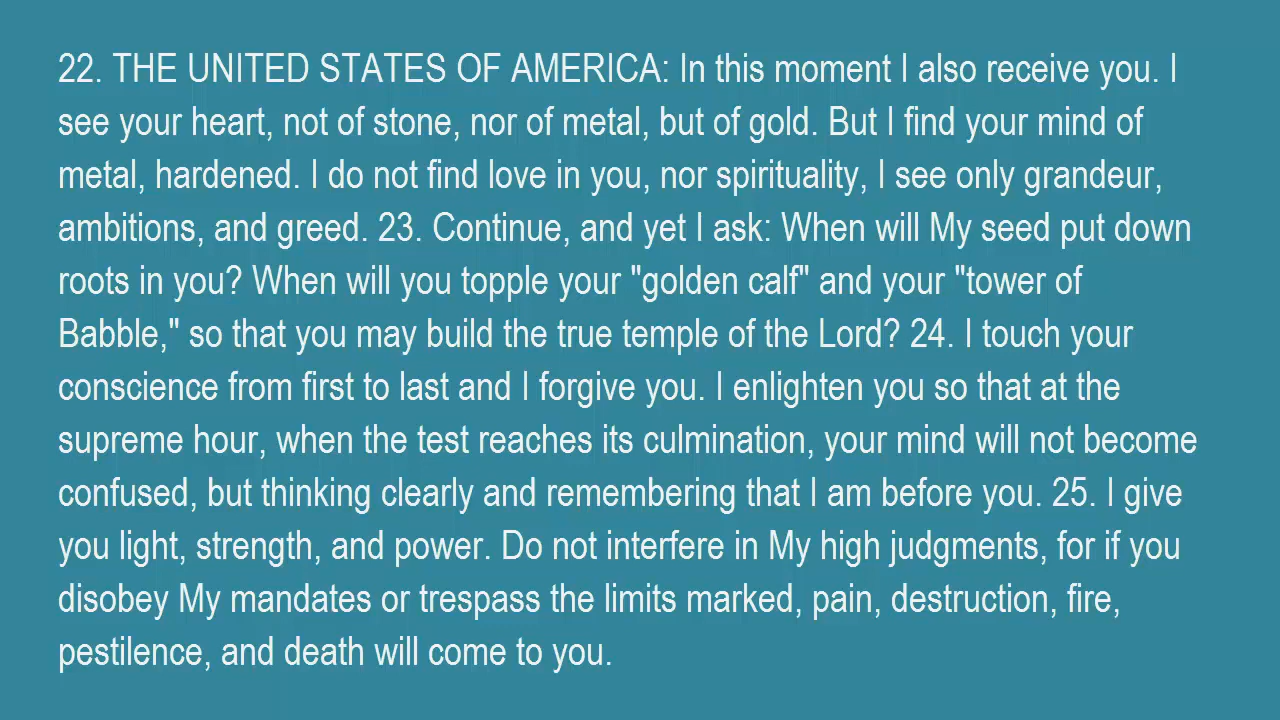 22. THE UNITED STATES OF AMERICA: In this moment I also receive you. I
see your heart, not of stone, nor of metal, but of gold. But I find your mind of
metal, hardened. I do not find love in you, nor spirituality, I see only grandeur,
ambitions, and greed. 23. Continue, and yet I ask: When will My seed put down
roots in you? When will you topple your "golden calf" and your "tower of
Babble," so that you may build the true temple of the Lord? 24. I touch your
conscience from first to last and I forgive you. I enlighten you so that at the
supreme hour, when the test reaches its culmination, your mind will not become
confused, but thinking clearly and remembering that I am before you. 25. I give
you light, strength, and power. Do not interfere in My high judgments, for if you
disobey My mandates or trespass the limits marked, pain, destruction, fire,
pestilence, and death will come to you.